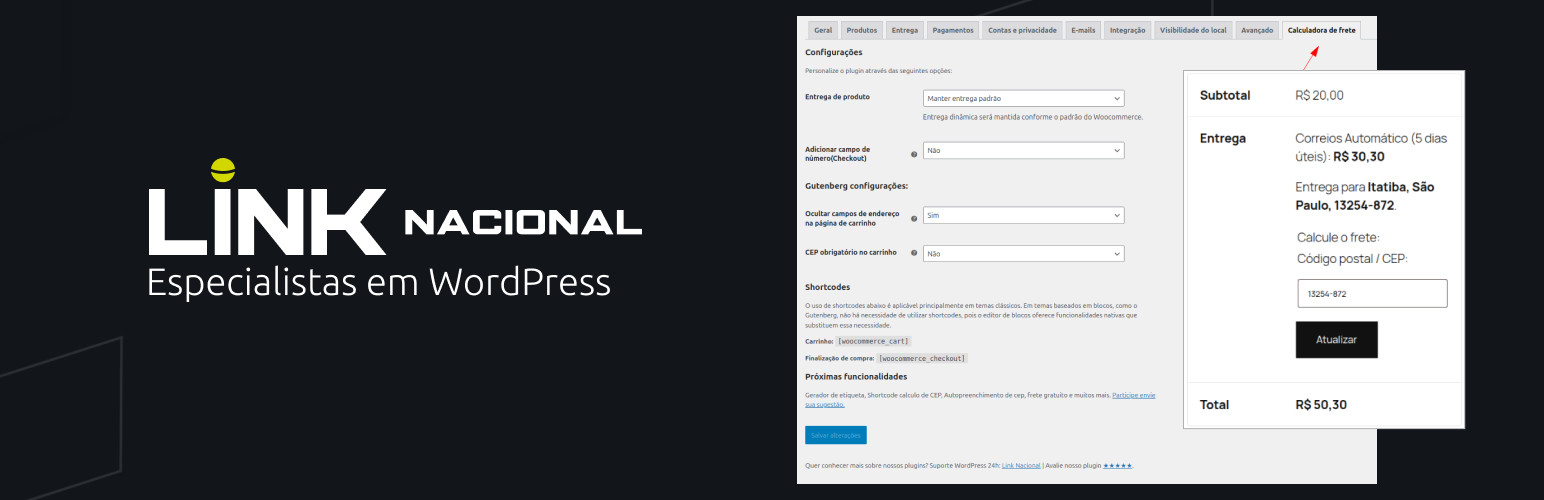 LINK NACIONAL
Especialistas em WordPress
Geral
Produtos
Entrega
Pagamentos
Contas e privacidade
E-mails
Integração
Visibilidade do local
Avançado
Calculadora de frete
Configurações
Personalize o plugin através das seguintes opções:
Entrega de produto
Manter entrega padrão
Entrega dinâmica será mantida conforme o padrão do Woocommerce.
Adicionar campo de
número(Checkout)
Não
Gutenberg configurações:
Ocultar campos de endereço
na página de carrinho
Sim
CEP obrigatório no carrinho
Não
Shortcodes
O uso de shortcodes abaixo é aplicável principalmente em temas clássicos. Em temas baseados em blocos, como o
Gutenberg, não há necessidade de utilizar shortcodes, pois o editor de blocos oferece funcionalidades nativas que
substituem essa necessidade.
Carrinho: [woocommerce_cart]
Finalização de compra: [woocommerce_checkout]
Próximas funcionalidades
Gerador de etiqueta, Shortcode calculo de CEP, Autopreenchimento de cep, frete gratuito e muitos mais. Participe envie
sua sugestão.
Salvar alterações
Quer conhecer mais sobre nossos plugins? Suporte WordPress 24h: Link Nacional | Avalie nosso plugin ★★★★★
Subtotal
R$ 20,00
Entrega
Correios Automático (5 dias
úteis): R$ 30,30
Entrega para Itatiba, São
Paulo, 13254-872.
Calcule o frete:
Código postal / CEP:
13254-872
Atualizar
Total
R$ 50,30